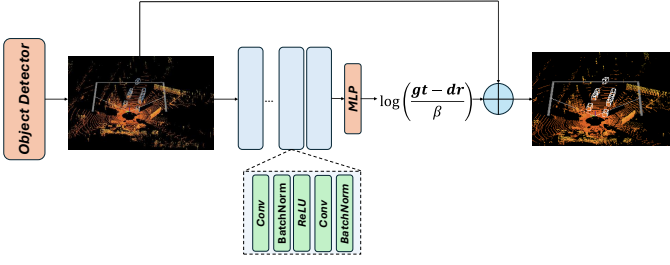 Object Detector
...
MLP
log(gt − dr / β)
Conv
BatchNorm
ReLU
Conv
BatchNorm